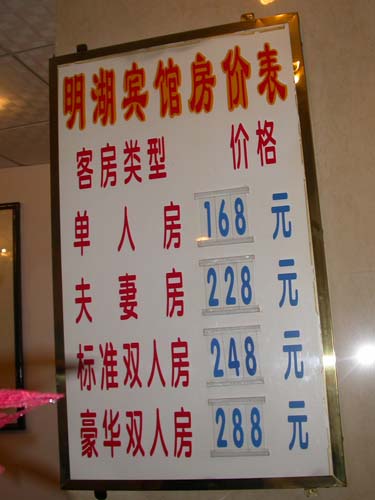 明湖宾馆房价表
客房类型 价格
单人房 168 元
夫妻房 228 元
标准双人房 248 元
豪华双人房 288 元